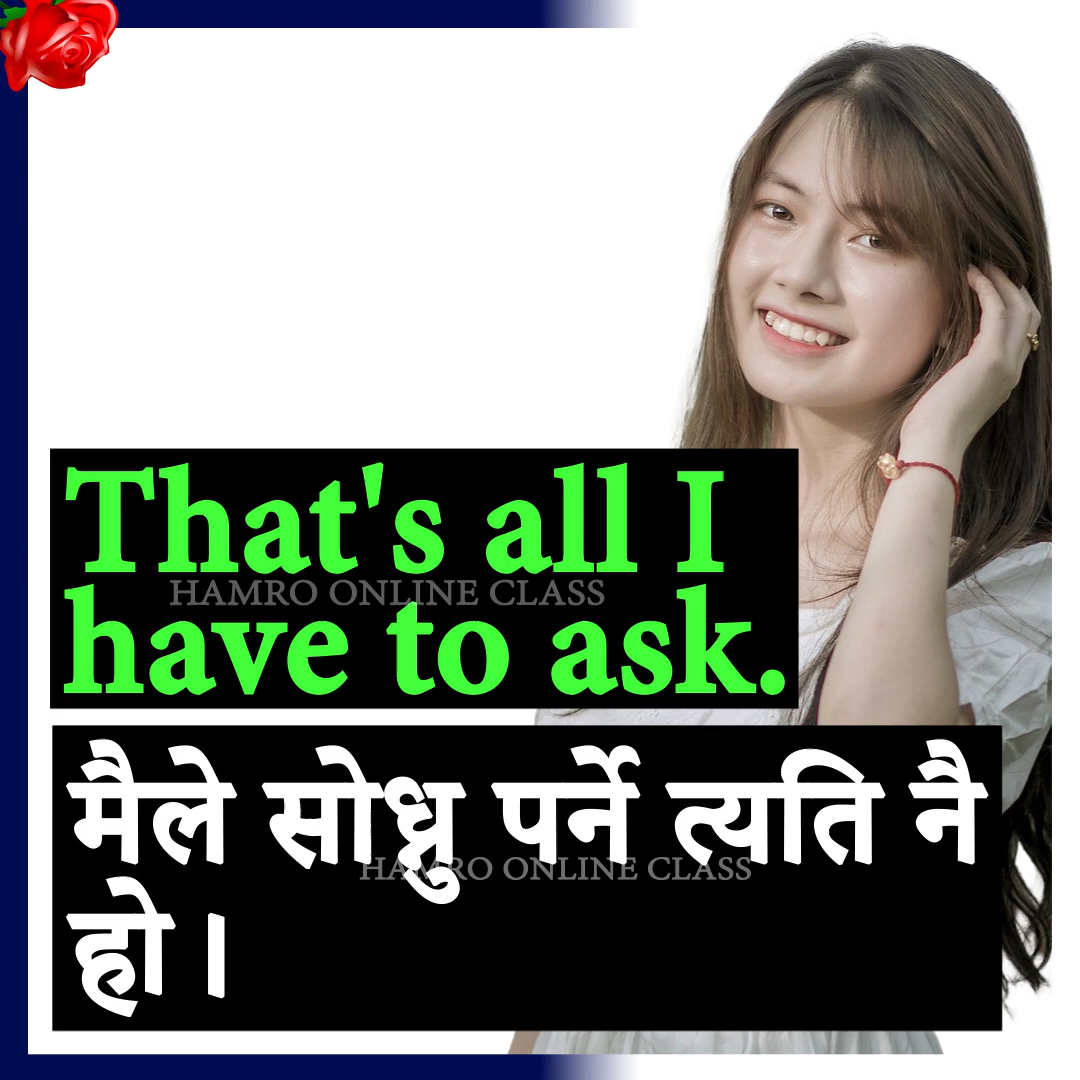 That's all I
HAMRO ONLINE CLASS
have to ask.
मैले सोध्नु पर्ने त्यति नै
HAMRO ONLINE CLASS
हो ।